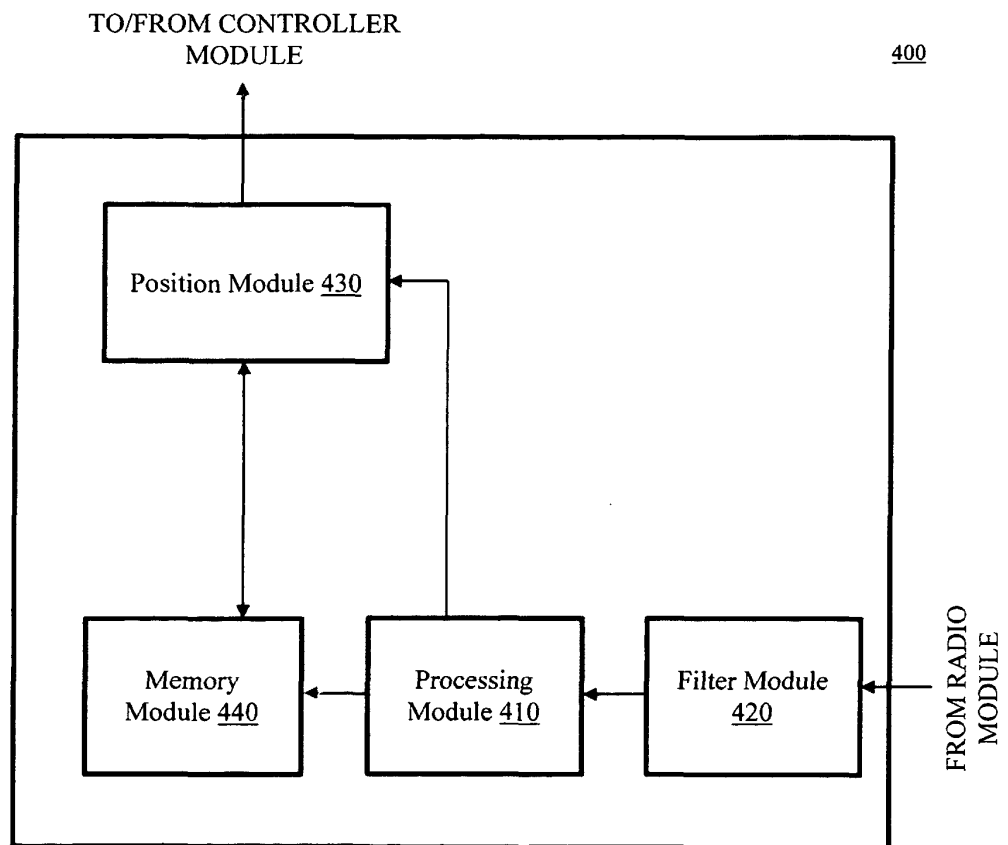 TO/FROM CONTROLLER
MODULE
400
Position Module 430
Memory
Module 440
Processing
Module 410
Filter Module
420
FROM RADIO
MODULE